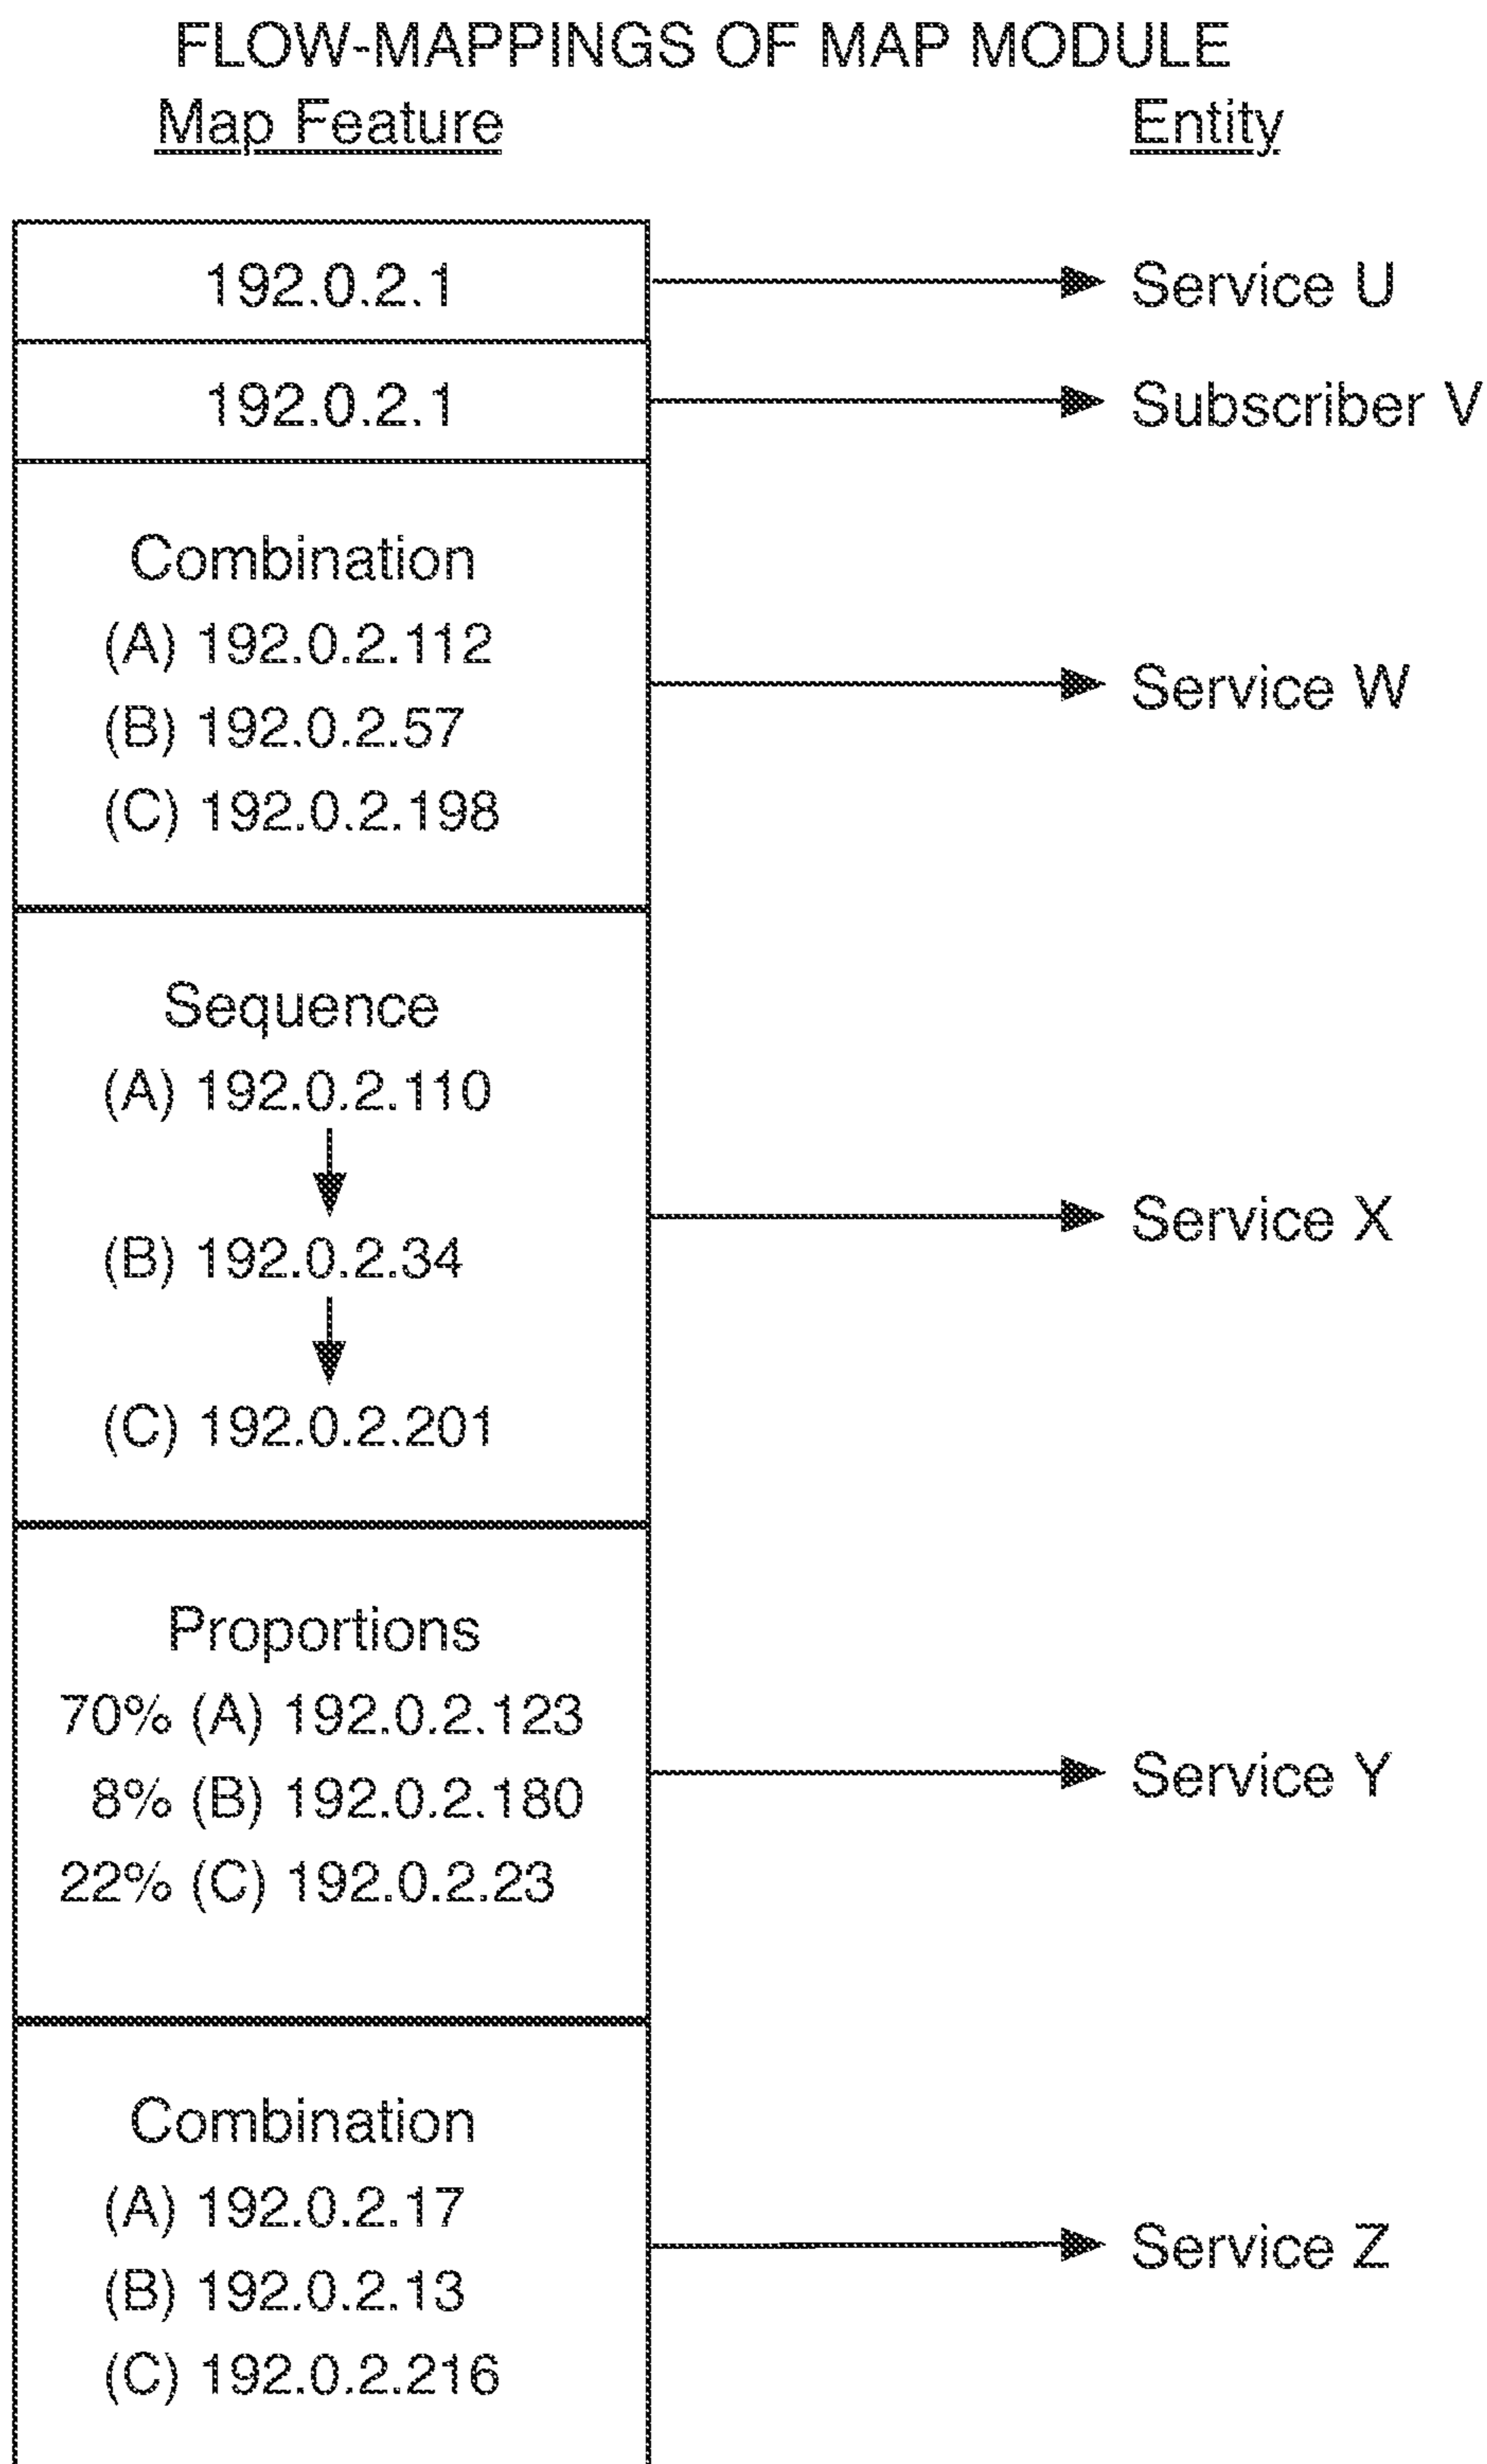 FLOW-MAPPINGS OF MAP MODULE
Map Feature Entity
192.0.2.1 Service U
192.0.2.1 Subscriber V
Combination
(A) 192.0.2.112
Service W
(B) 192.0.2.57
(C) 192.0.2.198
Sequence
(A) 192.0.2.110
Service X
(B) 192.0.2.34
(C) 192.0.2.201
Proportions
70% (A) 192.0.2.123
Service Y
8% (B) 192.0.2.180
22% (C) 192.0.2.23
Combination
(A) 192.0.2.17
Service Z
(B) 192.0.2.13
(C) 192.0.2.216